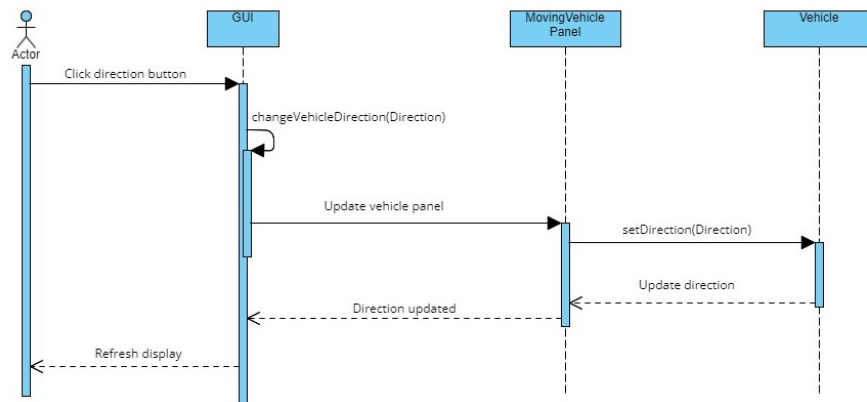 GUI
MovingVehicle
Panel
Vehicle
Actor
Click direction button
changeVehicleDirection(Direction)
Update vehicle panel
setDirection(Direction)
Update direction
Direction updated
Refresh display